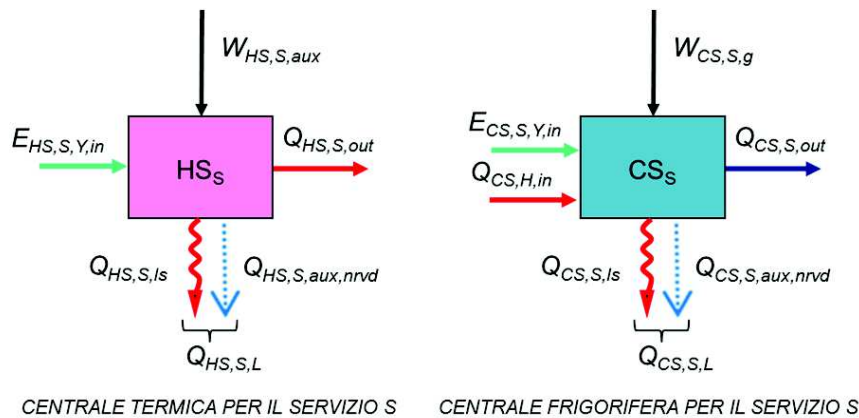 W_HS,S,aux
E_HS,S,Y,in
HS_S
Q_HS,S,out
Q_HS,S,ls
Q_HS,S,aux,nrvd
Q_HS,S,L
CENTRALE TERMICA PER IL SERVIZIO S
W_CS,S,g
E_CS,S,Y,in
Q_CS,H,in
CS_S
Q_CS,S,out
Q_CS,S,ls
Q_CS,S,aux,nrvd
Q_CS,S,L
CENTRALE FRIGORIFERA PER IL SERVIZIO S